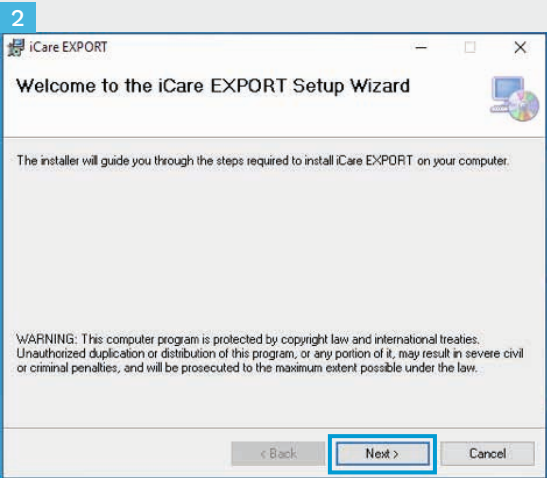 2
iCare EXPORT
Welcome to the iCare EXPORT Setup Wizard
The installer will guide you through the steps required to install iCare EXPORT on your computer.
WARNING: This computer program is protected by copyright law and international treaties.
Unauthorized duplication or distribution of this program, or any portion of it, may result in severe civil
or criminal penalties, and will be prosecuted to the maximum extent possible under the law.
< Back Next > Cancel